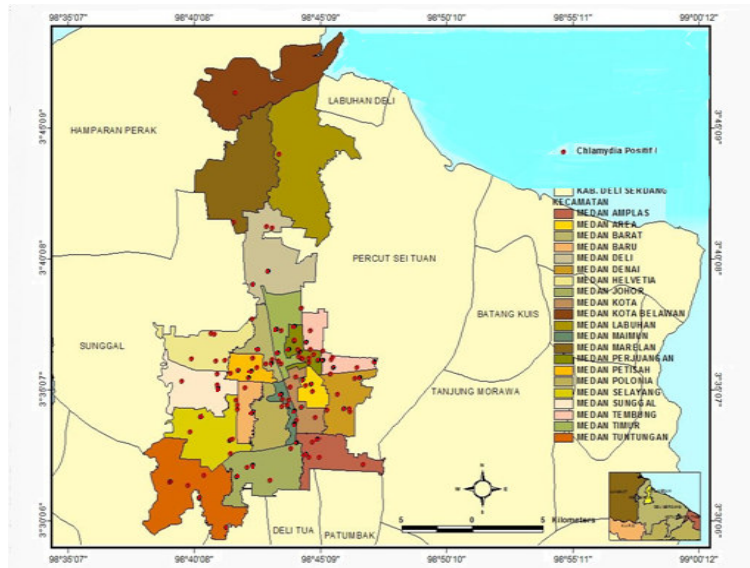 98°35'07" 98°40'08" 98°45'09" 98°50'10" 98°55'11" 99°00'12"
LABUHAN DELI
HAMPARAN PERAK
3°45'09" 3°45'09"
Chlamydia Positif /
KAB. DELI SERDANG
KECAMATAN
MEDAN AMPLAS
MEDAN AREA
MEDAN BARAT
MEDAN BARU
MEDAN DELI
MEDAN DENAI
MEDAN HELVETIA
MEDAN JOHOR
MEDAN KOTA
MEDAN KOTA BELAWAN
MEDAN LABUHAN
MEDAN MAIMUN
MEDAN MARELAN
MEDAN PERJUANGAN
MEDAN PETISAH
MEDAN POLONIA
MEDAN SELAYANG
MEDAN SUNGGAL
MEDAN TEMBUNG
MEDAN TIMUR
MEDAN TUNTUNGAN
3°40'08" 3°40'08"
PERCUT SEI TUAN
BATANG KUIS
SUNGGAL
TANJUNG MORAWA
3°30'07" 3°30'07"
N
W E
S
5 0 5 Kilometers
3°30'06" 3°30'06"
DELI TUA
PATUMBAK
98°35'07" 98°40'08" 98°45'09" 98°50'10" 98°55'11" 99°00'12"